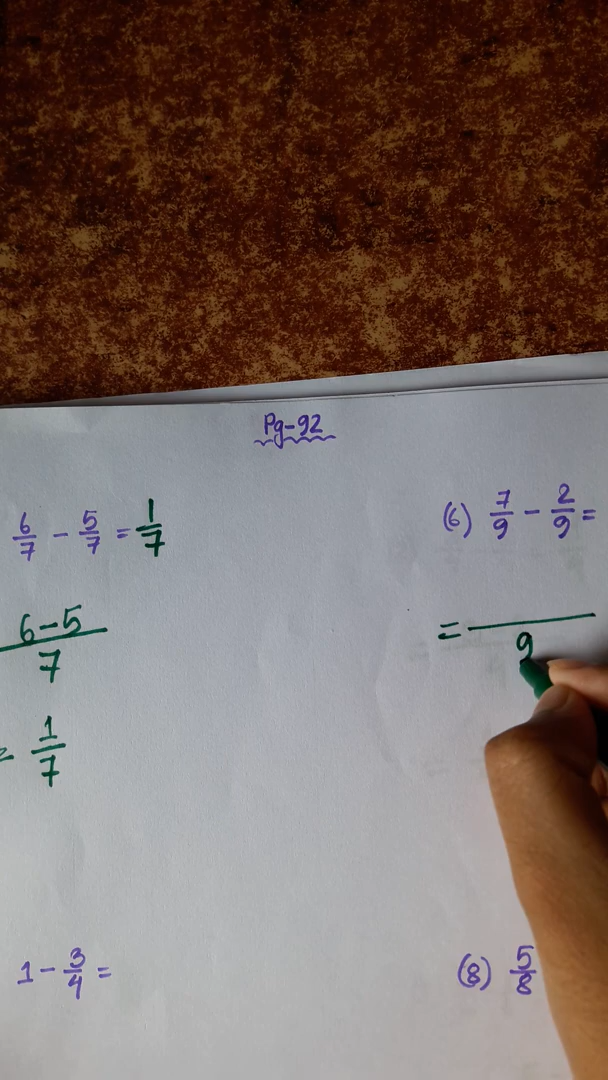 Pg-92
6/7 - 5/7 = 1/7
6-5/7
= 1/7
(6) 7/9 - 2/9 =
= /9
1 - 3/4 =
(8) 5/8